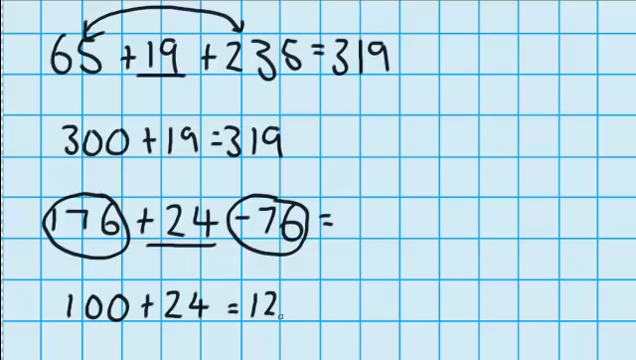 65 + 19 + 235 = 319
300 + 19 = 319
176 + 24 - 76 =
100 + 24 = 12